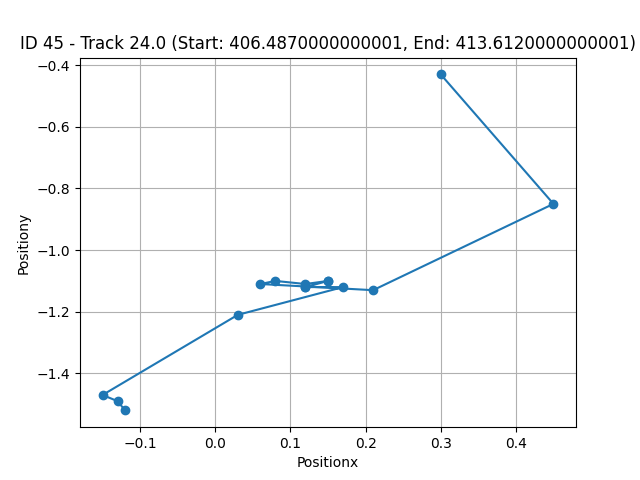 ID 45 - Track 24.0 (Start: 406.4870000000001, End: 413.6120000000001)
−0.4
−0.6
−0.8
−1.0
−1.2
−1.4
Positiony
−0.1 0.0 0.1 0.2 0.3 0.4
Positionx